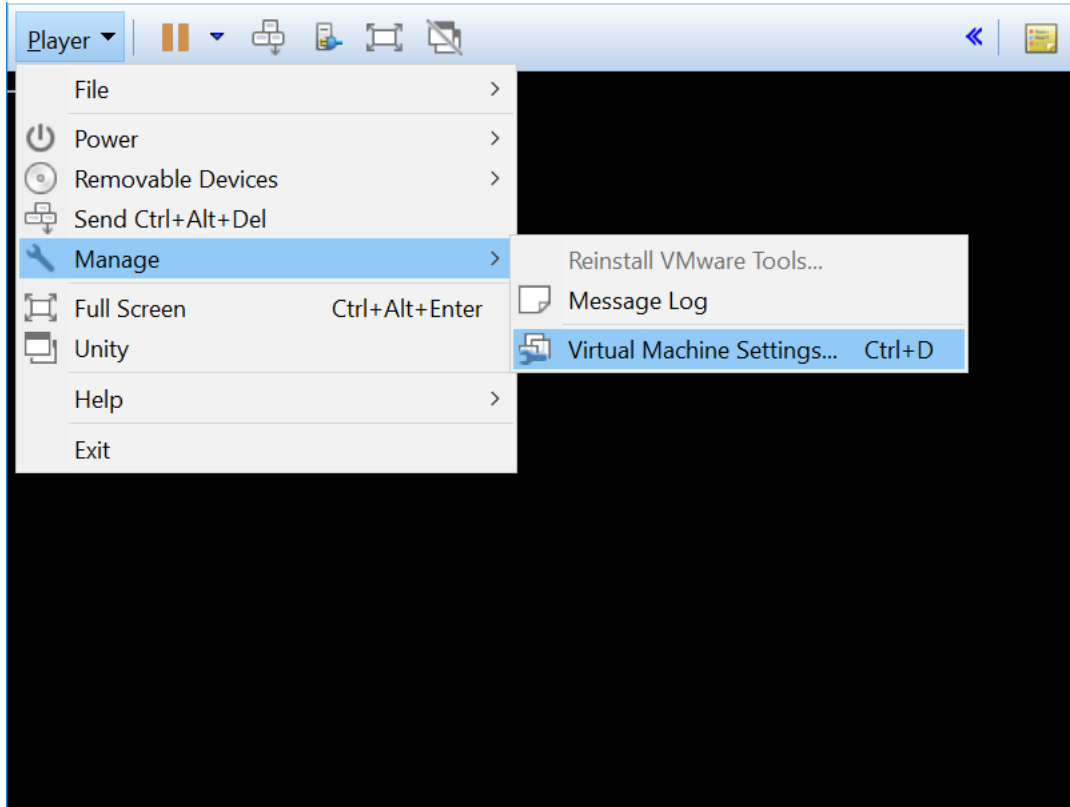 Player
File
Power
Removable Devices
Send Ctrl+Alt+Del
Manage
Full Screen Ctrl+Alt+Enter
Unity
Help
Exit
Reinstall VMware Tools...
Message Log
Virtual Machine Settings... Ctrl+D